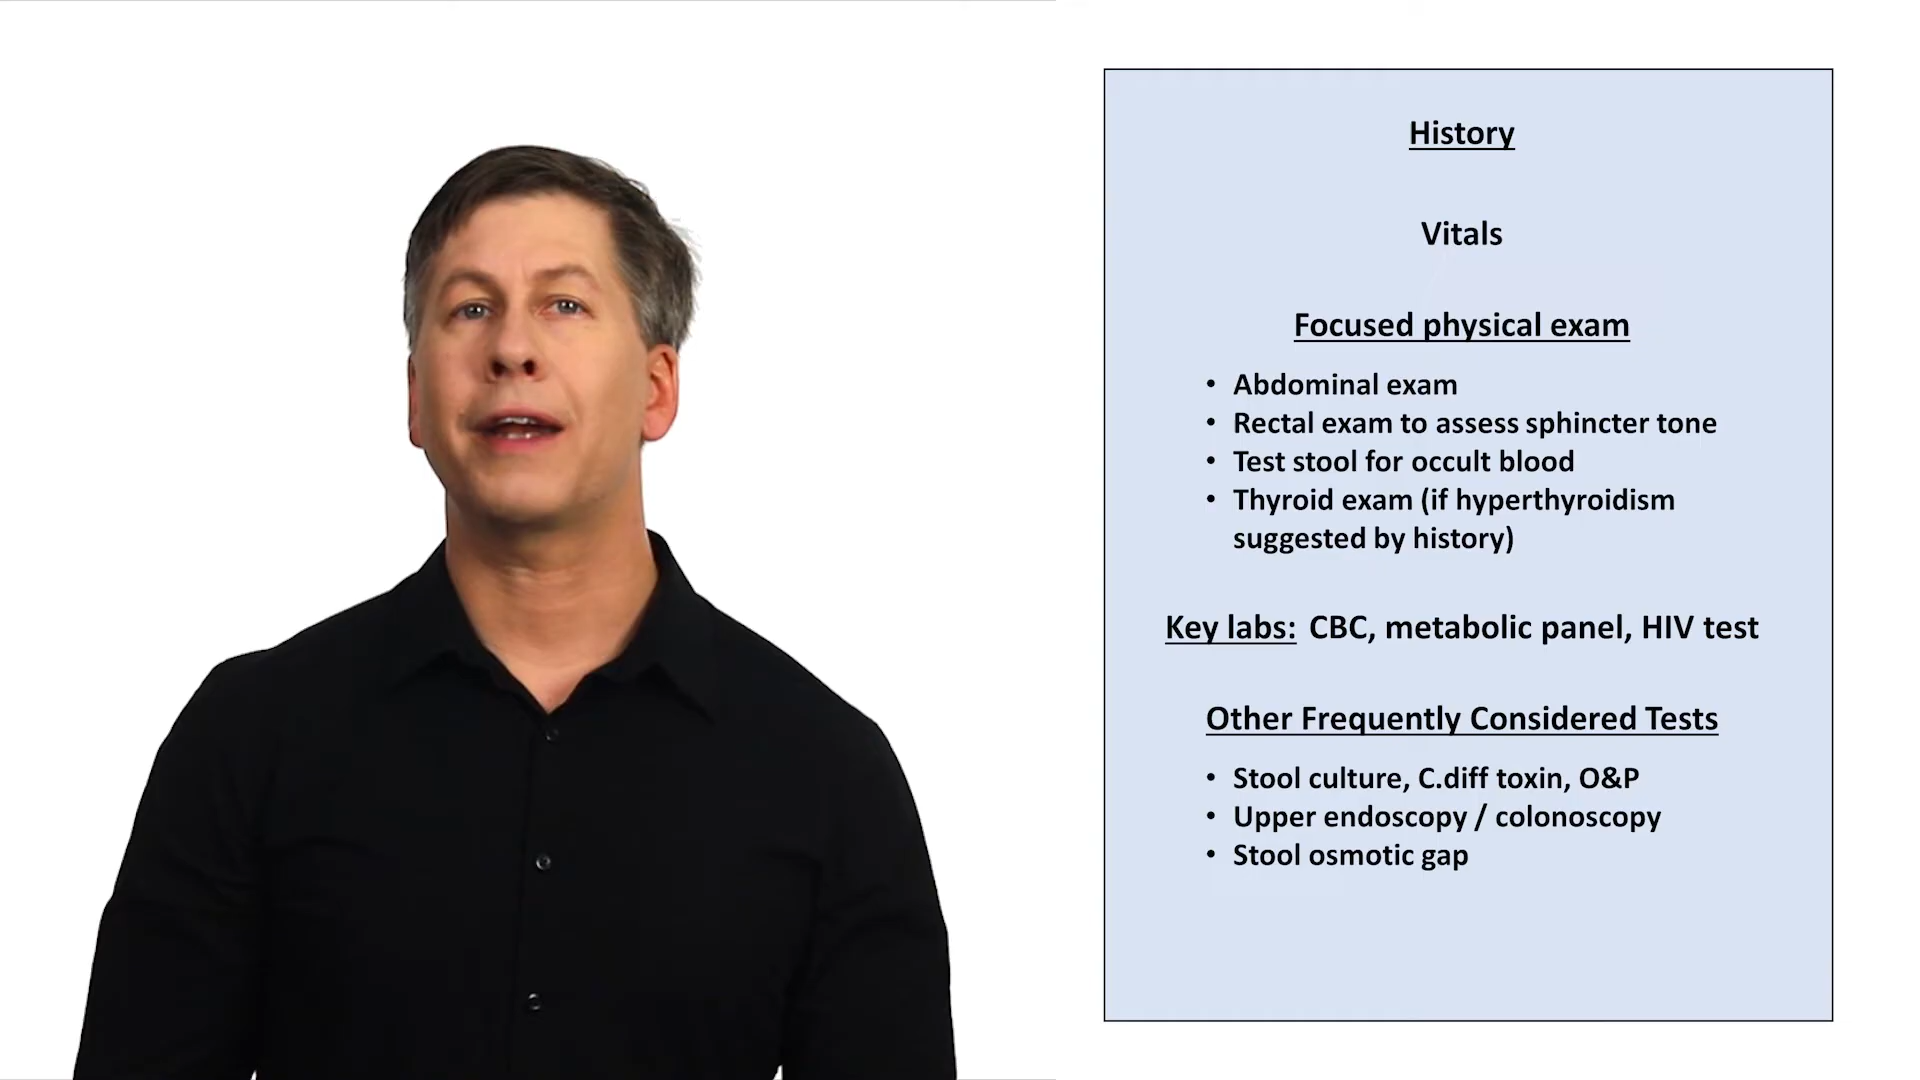 History
Vitals
Focused physical exam
• Abdominal exam
• Rectal exam to assess sphincter tone
• Test stool for occult blood
• Thyroid exam (if hyperthyroidism
suggested by history)
Key labs: CBC, metabolic panel, HIV test
Other Frequently Considered Tests
• Stool culture, C.diff toxin, O&P
• Upper endoscopy / colonoscopy
• Stool osmotic gap